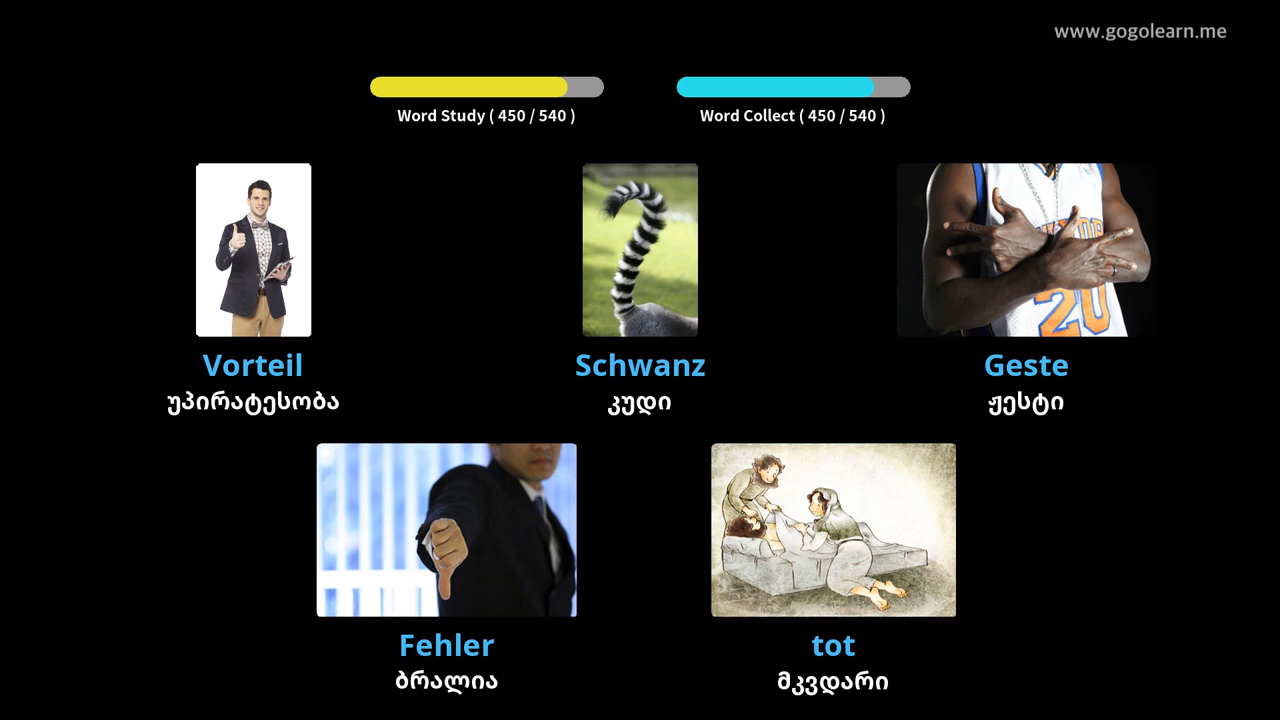 www.gogolearn.me
Word Study ( 450 / 540 )
Word Collect ( 450 / 540 )
Vorteil
უპირატესობა
Schwanz
კუდი
Geste
ჟესტი
20
Fehler
ბრალია
tot
მკვდარი